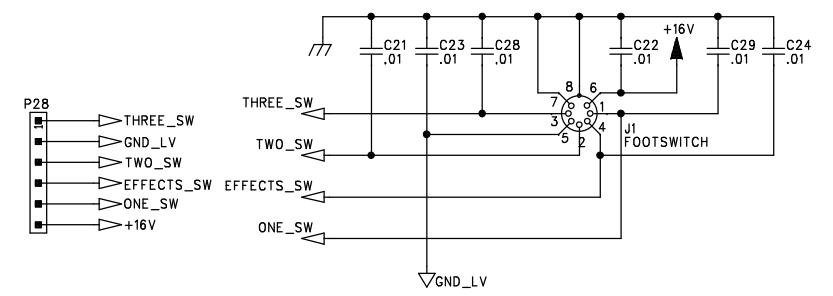 +16V
C21
.01
C23
.01
C28
.01
C22
.01
C29
.01
C24
.01
P28
1
THREE_SW
GND_LV
TWO_SW
EFFECTS_SW
ONE_SW
+16V
THREE_SW
TWO_SW
EFFECTS_SW
ONE_SW
8
6
7
1
3
4
5
2
J1
FOOTSWITCH
GND_LV